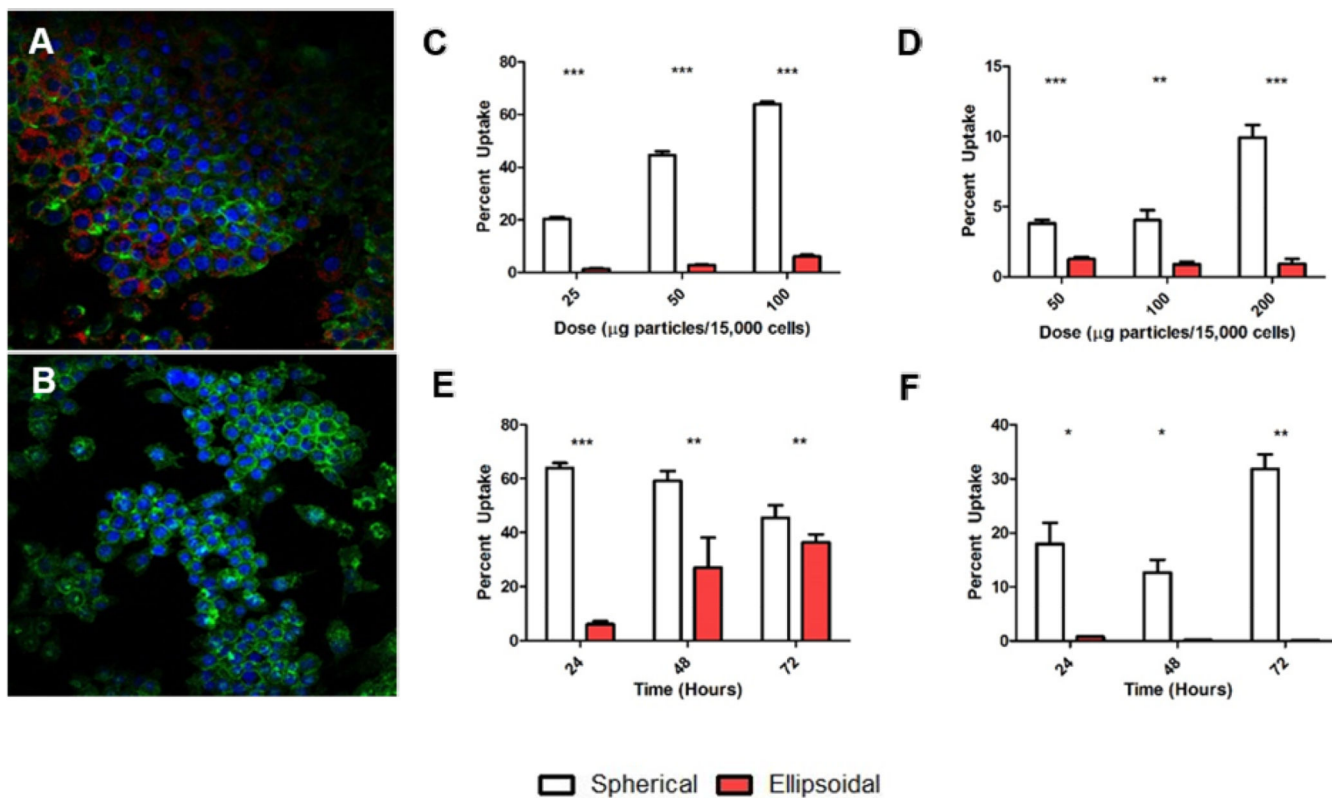 A
B
C
80
60
40
20
0
Percent Uptake
***
***
***
25
50
100
Dose (μg particles/15,000 cells)
D
15
10
5
0
Percent Uptake
***
**
***
50
100
200
Dose (μg particles/15,000 cells)
E
80
60
40
20
0
Percent Uptake
***
**
**
24
48
72
Time (Hours)
F
40
30
20
10
0
Percent Uptake
*
*
**
24
48
72
Time (Hours)
Spherical Ellipsoidal